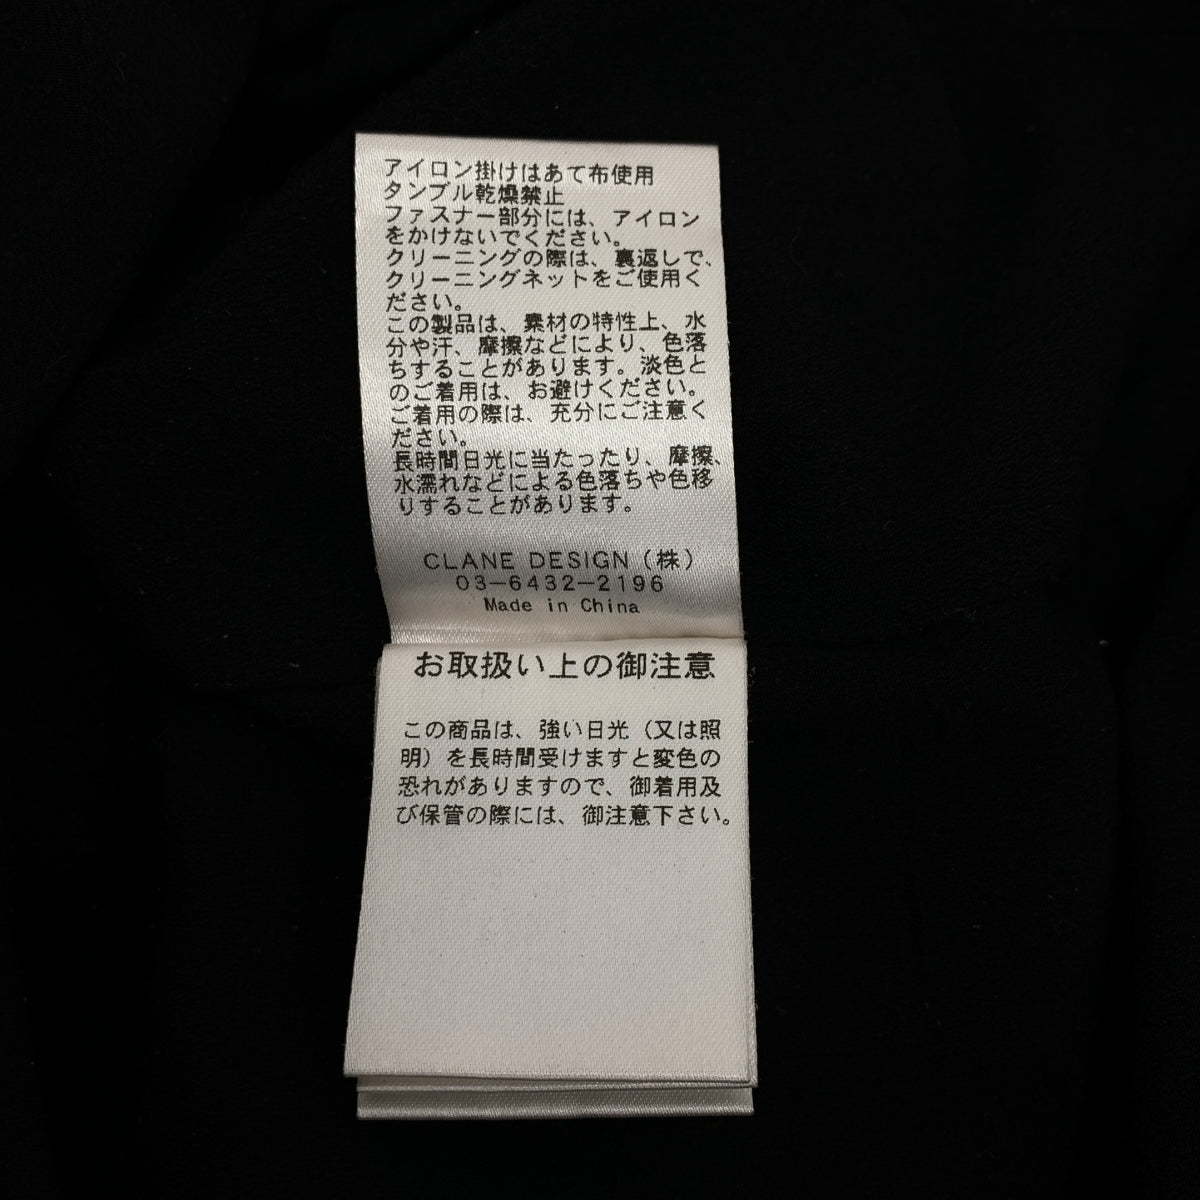 アイロン掛けはあて布使用
タンブル乾燥禁止
ファスナー部分には、アイロン
をかけないでください。
クリーニングの際は、裏返しで、
クリーニングネットをご使用く
ださい。
この製品は、素材の特性上、水
分や汗、摩擦などにより、色落
ちすることがあります。淡色と
のご着用は、お避けください。
ご着用の際は、充分にご注意く
ださい。
長時間日光に当たったり、摩擦、
水濡れなどによる色落ちや色移
りすることがあります。
CLANE DESIGN（株）
03-6432-2196
Made in China
お取扱い上の御注意
この商品は、強い日光（又は照
明）を長時間受けますと変色の
恐れがありますので、御着用及
び保管の際には、御注意下さい。